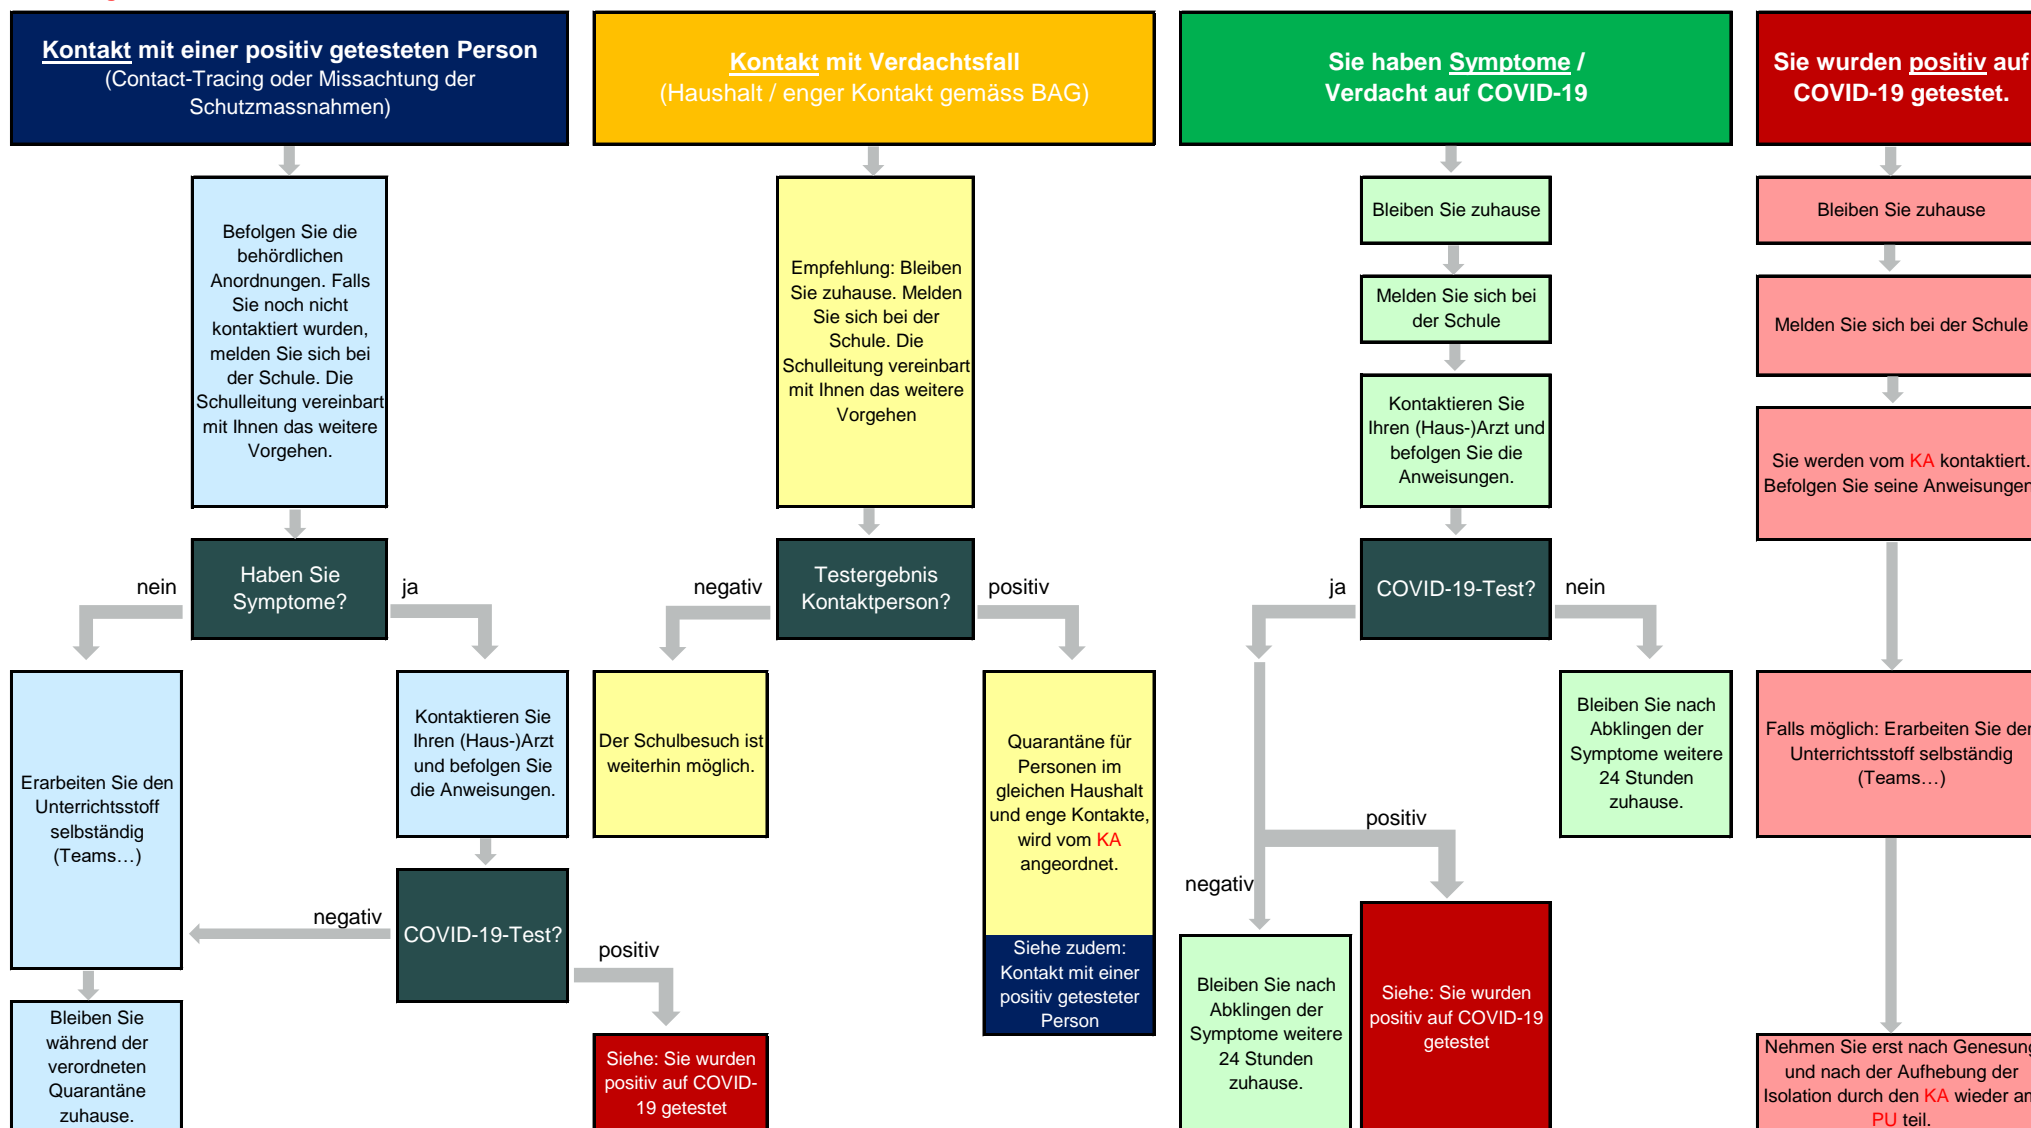 Kontakt mit einer positiv getesteten Person
(Contact-Tracing oder Missachtung der
Schutzmassnahmen)
Befolgen Sie die
behördlichen
Anordnungen. Falls
Sie noch nicht
kontaktiert wurden,
melden Sie sich bei
der Schule. Die
Schulleitung vereinbart
mit Ihnen das weitere
Vorgehen.
Haben Sie
Symptome?
nein
ja
Erarbeiten Sie den
Unterrichtsstoff
selbständig
(Teams…)
Kontaktieren Sie
Ihren (Haus-)Arzt
und befolgen Sie
die Anweisungen.
negativ
COVID-19-Test?
positiv
Bleiben Sie
während der
verordneten
Quarantäne
zuhause.
Siehe: Sie wurden
positiv auf COVID-
19 getestet
Kontakt mit Verdachtsfall
(Haushalt / enger Kontakt gemäss BAG)
Empfehlung: Bleiben
Sie zuhause. Melden
Sie sich bei der
Schule. Die
Schulleitung vereinbart
mit Ihnen das weitere
Vorgehen
negativ
Testergebnis
Kontaktperson?
positiv
Der Schulbesuch ist
weiterhin möglich.
Quarantäne für
Personen im
gleichen Haushalt
und enge Kontakte,
wird vom KA
angeordnet.
Siehe zudem:
Kontakt mit einer
positiv getesteter
Person
Sie haben Symptome /
Verdacht auf COVID-19
Bleiben Sie zuhause
Melden Sie sich bei
der Schule
Kontaktieren Sie
Ihren (Haus-)Arzt und
befolgen Sie die
Anweisungen.
ja
COVID-19-Test?
nein
Bleiben Sie nach
Abklingen der
Symptome weitere
24 Stunden
zuhause.
positiv
negativ
Bleiben Sie nach
Abklingen der
Symptome weitere
24 Stunden
zuhause.
Siehe: Sie wurden
positiv auf COVID-19
getestet
Sie wurden positiv auf
COVID-19 getestet.
Bleiben Sie zuhause
Melden Sie sich bei der Schule
Sie werden vom KA kontaktiert.
Befolgen Sie seine Anweisungen
Falls möglich: Erarbeiten Sie den
Unterrichtsstoff selbständig
(Teams…)
Nehmen Sie erst nach Genesung
und nach der Aufhebung der
Isolation durch den KA wieder am
PU teil.